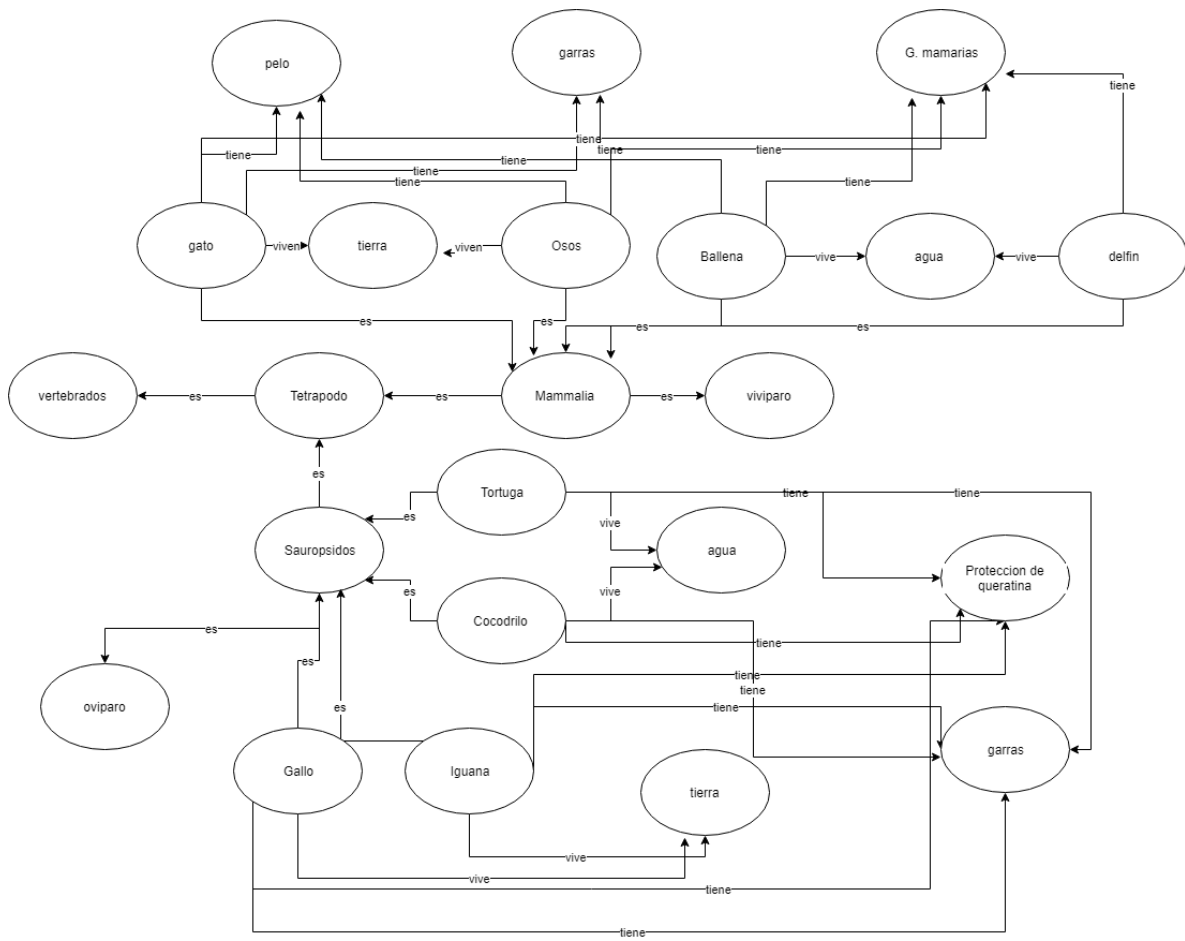 pelo
garras
G. mamarias
tiene
tiene
tiene
tiene
tiene
tiene
tiene
tiene
tiene
tiene
gato
viven
tierra
viven
Osos
Ballena
vive
agua
vive
delfin
es
es
es
es
vertebrados
es
Tetrapodo
es
Mammalia
es
viviparo
es
Tortuga
tiene
tiene
es
vive
agua
Sauropsidos
Proteccion de
queratina
es
vive
Cocodrilo
es
tiene
es
tiene
tiene
oviparo
es
tiene
garras
Gallo
Iguana
tierra
vive
vive
tiene
tiene